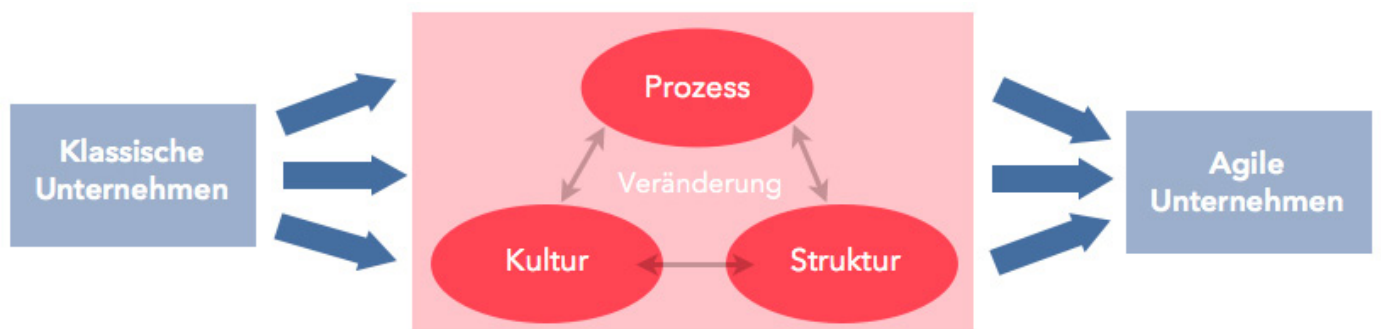 Klassische
Unternehmen
Prozess
Veränderung
Kultur
Struktur
Agile
Unternehmen